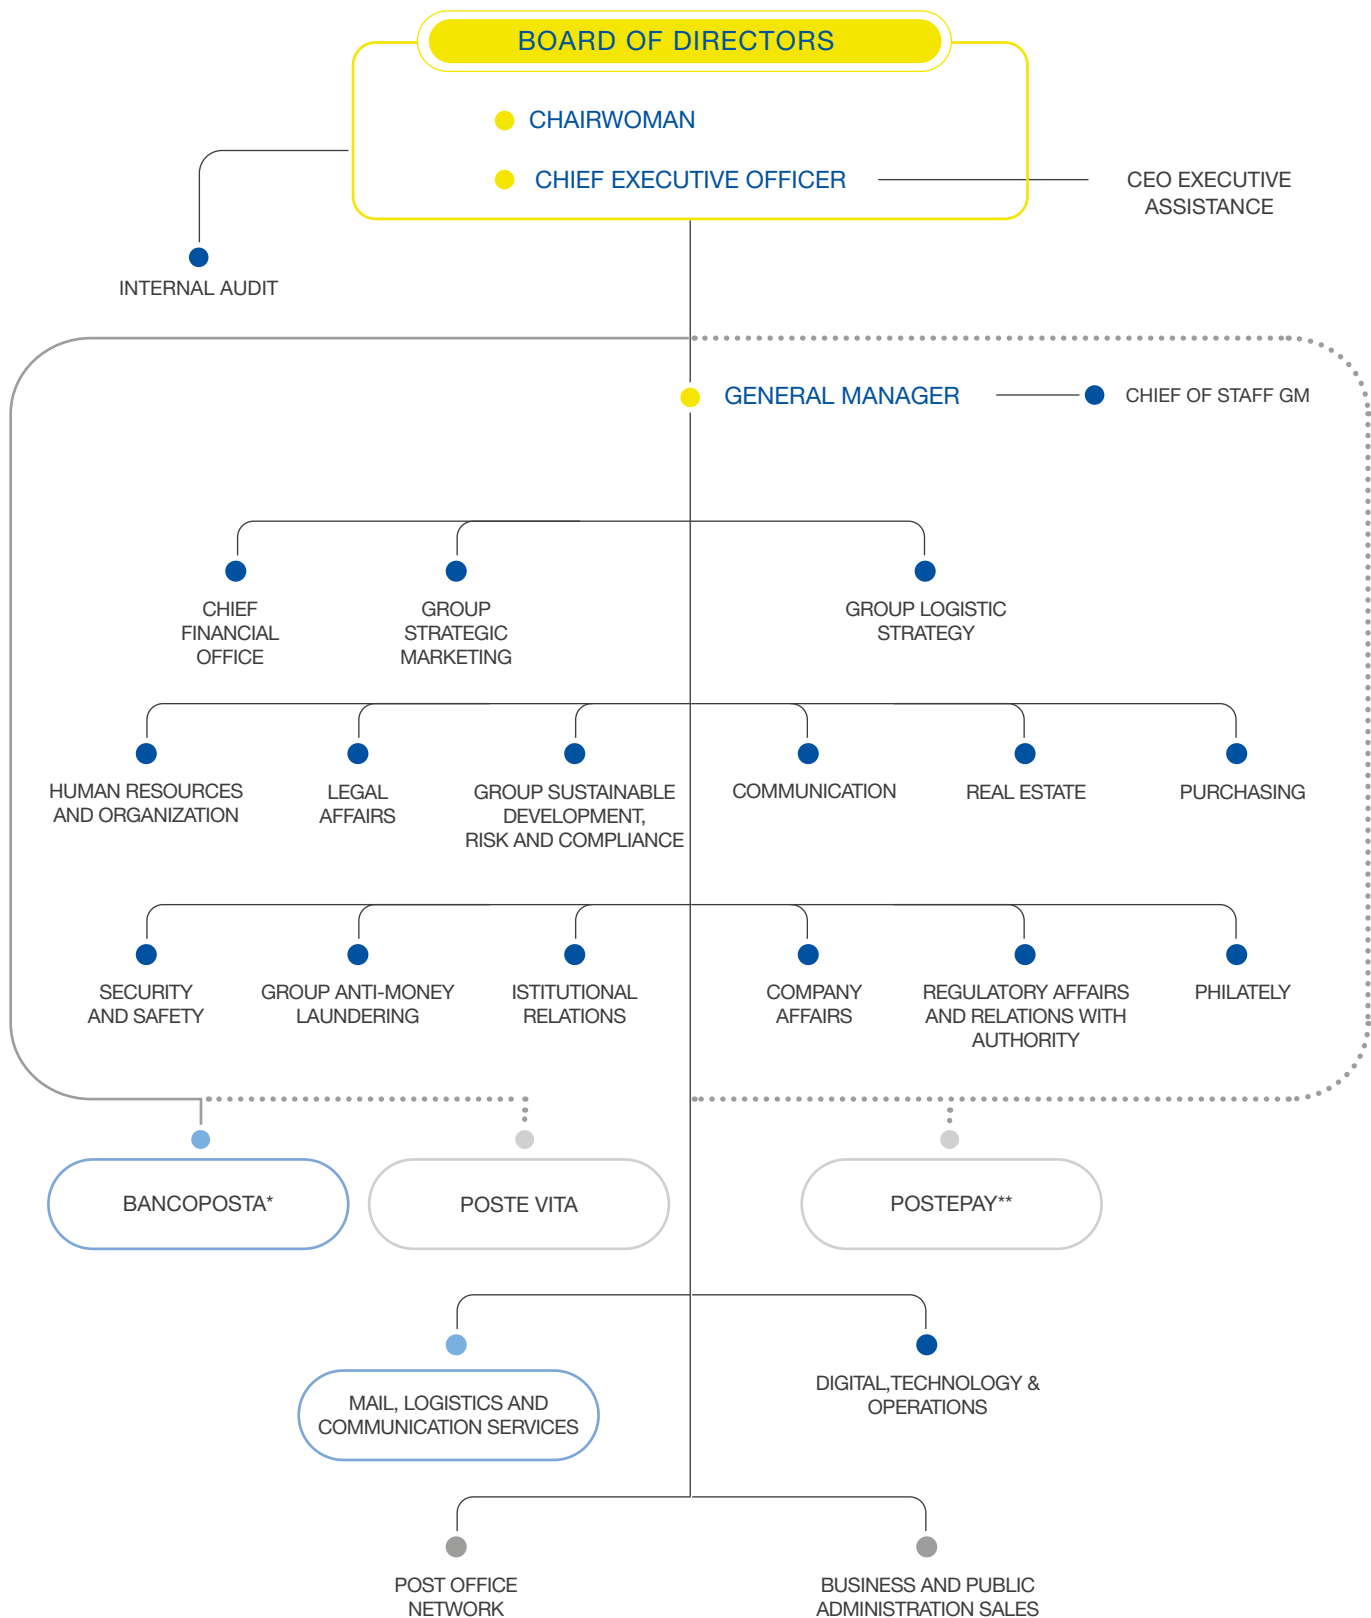 BOARD OF DIRECTORS
CHAIRWOMAN
CHIEF EXECUTIVE OFFICER
CEO EXECUTIVE
ASSISTANCE
INTERNAL AUDIT
GENERAL MANAGER
CHIEF OF STAFF GM
CHIEF
FINANCIAL
OFFICE
GROUP
STRATEGIC
MARKETING
GROUP LOGISTIC
STRATEGY
HUMAN RESOURCES
AND ORGANIZATION
LEGAL
AFFAIRS
GROUP SUSTAINABLE
DEVELOPMENT,
RISK AND COMPLIANCE
COMMUNICATION
REAL ESTATE
PURCHASING
SECURITY
AND SAFETY
GROUP ANTI-MONEY
LAUNDERING
ISTITUTIONAL
RELATIONS
COMPANY
AFFAIRS
REGULATORY AFFAIRS
AND RELATIONS WITH
AUTHORITY
PHILATELY
BANCOPOSTA*
POSTE VITA
POSTEPAY**
MAIL, LOGISTICS AND
COMMUNICATION SERVICES
DIGITAL,TECHNOLOGY &
OPERATIONS
POST OFFICE
NETWORK
BUSINESS AND PUBLIC
ADMINISTRATION SALES